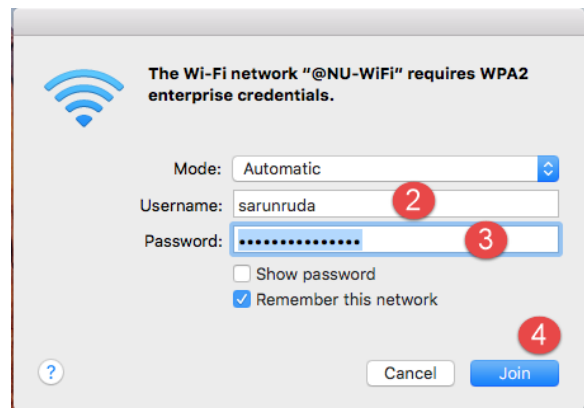 The Wi-Fi network “@NU-WiFi” requires WPA2
enterprise credentials.
Mode: Automatic
Username: sarunruda 2
Password: ••••••••••••••• 3
Show password
Remember this network
4
? Cancel Join